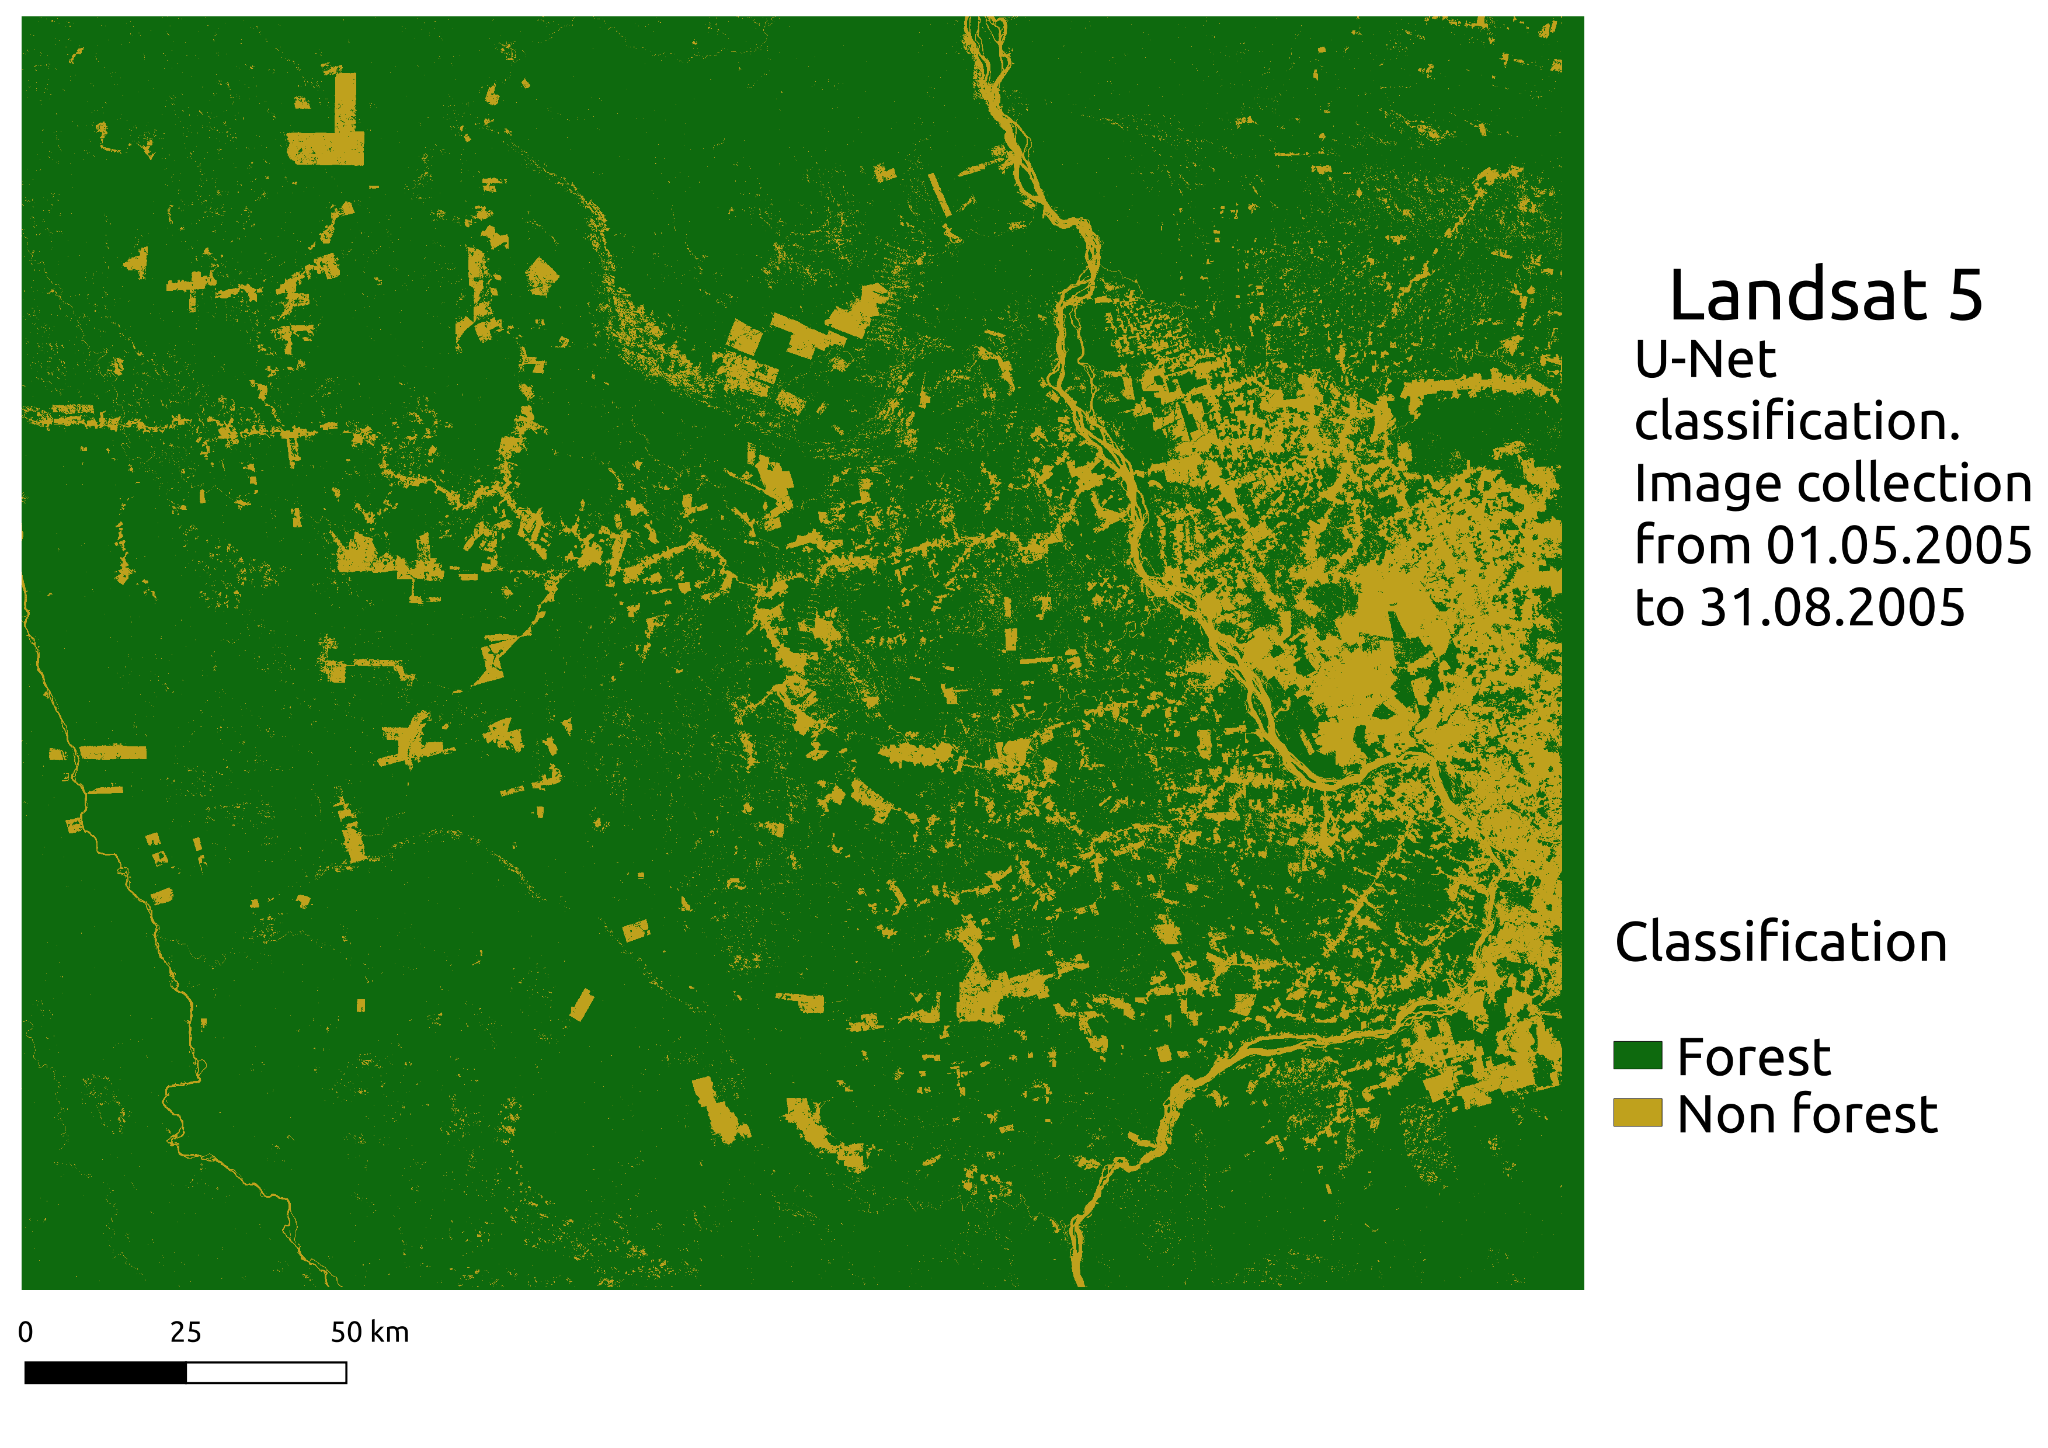 Landsat 5
U-Net
classification.
Image collection
from 01.05.2005
to 31.08.2005
Classification
Forest
Non forest
0 25 50 km